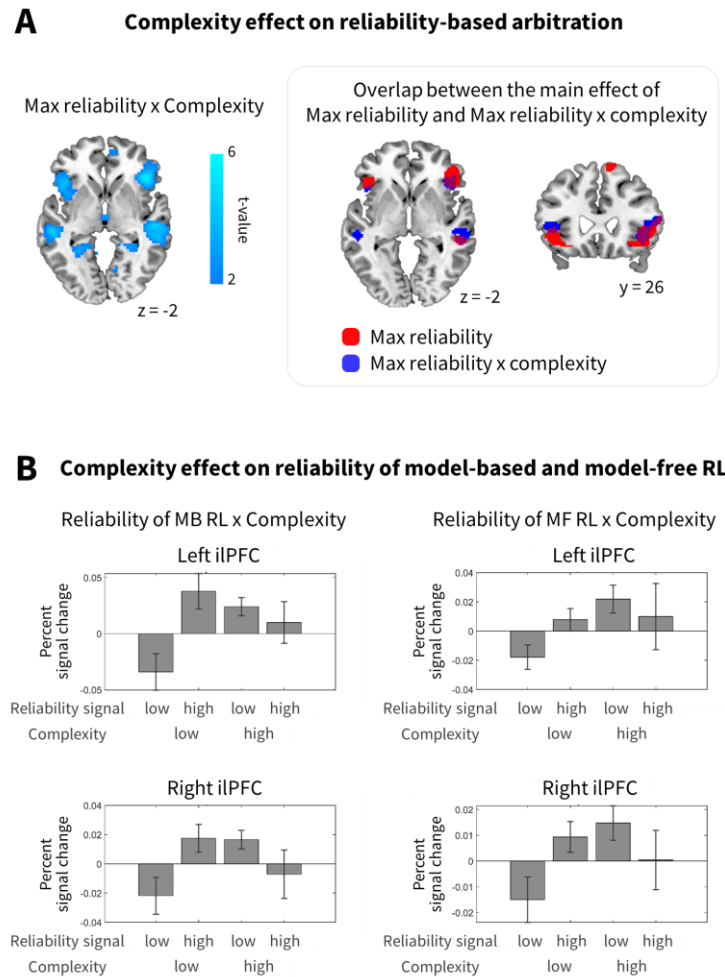 A Complexity effect on reliability-based arbitration
Max reliability x Complexity
6
t-value
2
z = -2
Overlap between the main effect of
Max reliability and Max reliability x complexity
z = -2
y = 26
Max reliability
Max reliability x complexity
B Complexity effect on reliability of model-based and model-free RL
Reliability of MB RL x Complexity
Left ilPFC
Percent
signal change
0.05
0
-0.05
Reliability signal low high low high
Complexity low high
Reliability of MF RL x Complexity
Left ilPFC
Percent
signal change
0.04
0.02
0
-0.02
-0.04
Reliability signal low high low high
Complexity low high
Right ilPFC
Percent
signal change
0.04
0.02
0
-0.02
-0.04
Reliability signal low high low high
Complexity low high
Right ilPFC
Percent
signal change
0.02
0.01
0
-0.01
-0.02
Reliability signal low high low high
Complexity low high